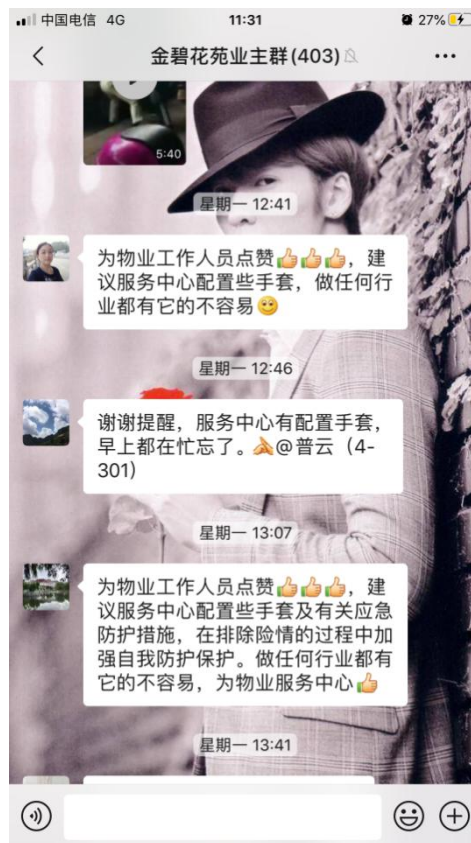 中国电信 4G
11:31
27%
金碧花苑业主群(403)
5:40
星期一 12:41
为物业工作人员点赞👍👍👍，建
议服务中心配置些手套，做任何行
业都有它的不容易🙂
星期一 12:46
谢谢提醒，服务中心有配置手套，
早上都在忙忘了。🙏@普云（4-
301）
星期一 13:07
为物业工作人员点赞👍👍👍，建
议服务中心配置些手套及有关应急
防护措施，在排除险情的过程中加
强自我防护保护。做任何行业都有
它的不容易，为物业服务中心👍
星期一 13:41